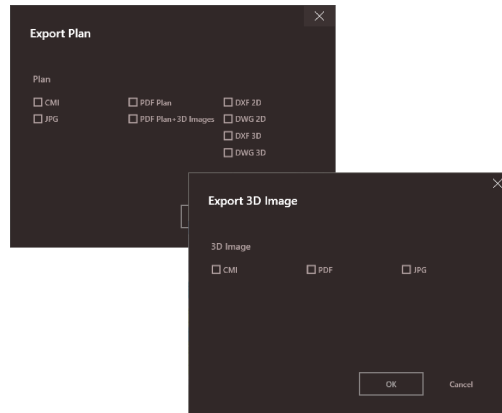 Export Plan
Plan
CMI
PDF Plan
DXF 2D
JPG
PDF Plan+3D Images
DWG 2D
DXF 3D
DWG 3D
Export 3D Image
3D Image
CMI
PDF
JPG
OK
Cancel